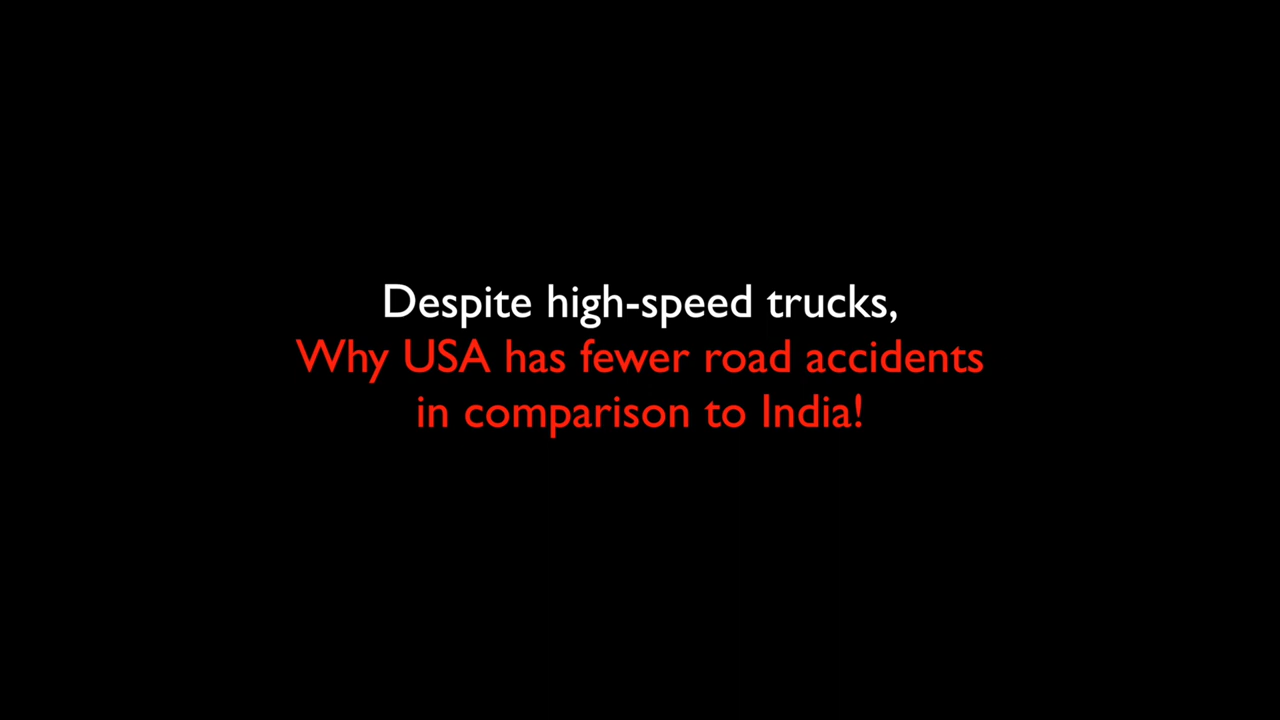 Despite high-speed trucks,
Why USA has fewer road accidents
in comparison to India!